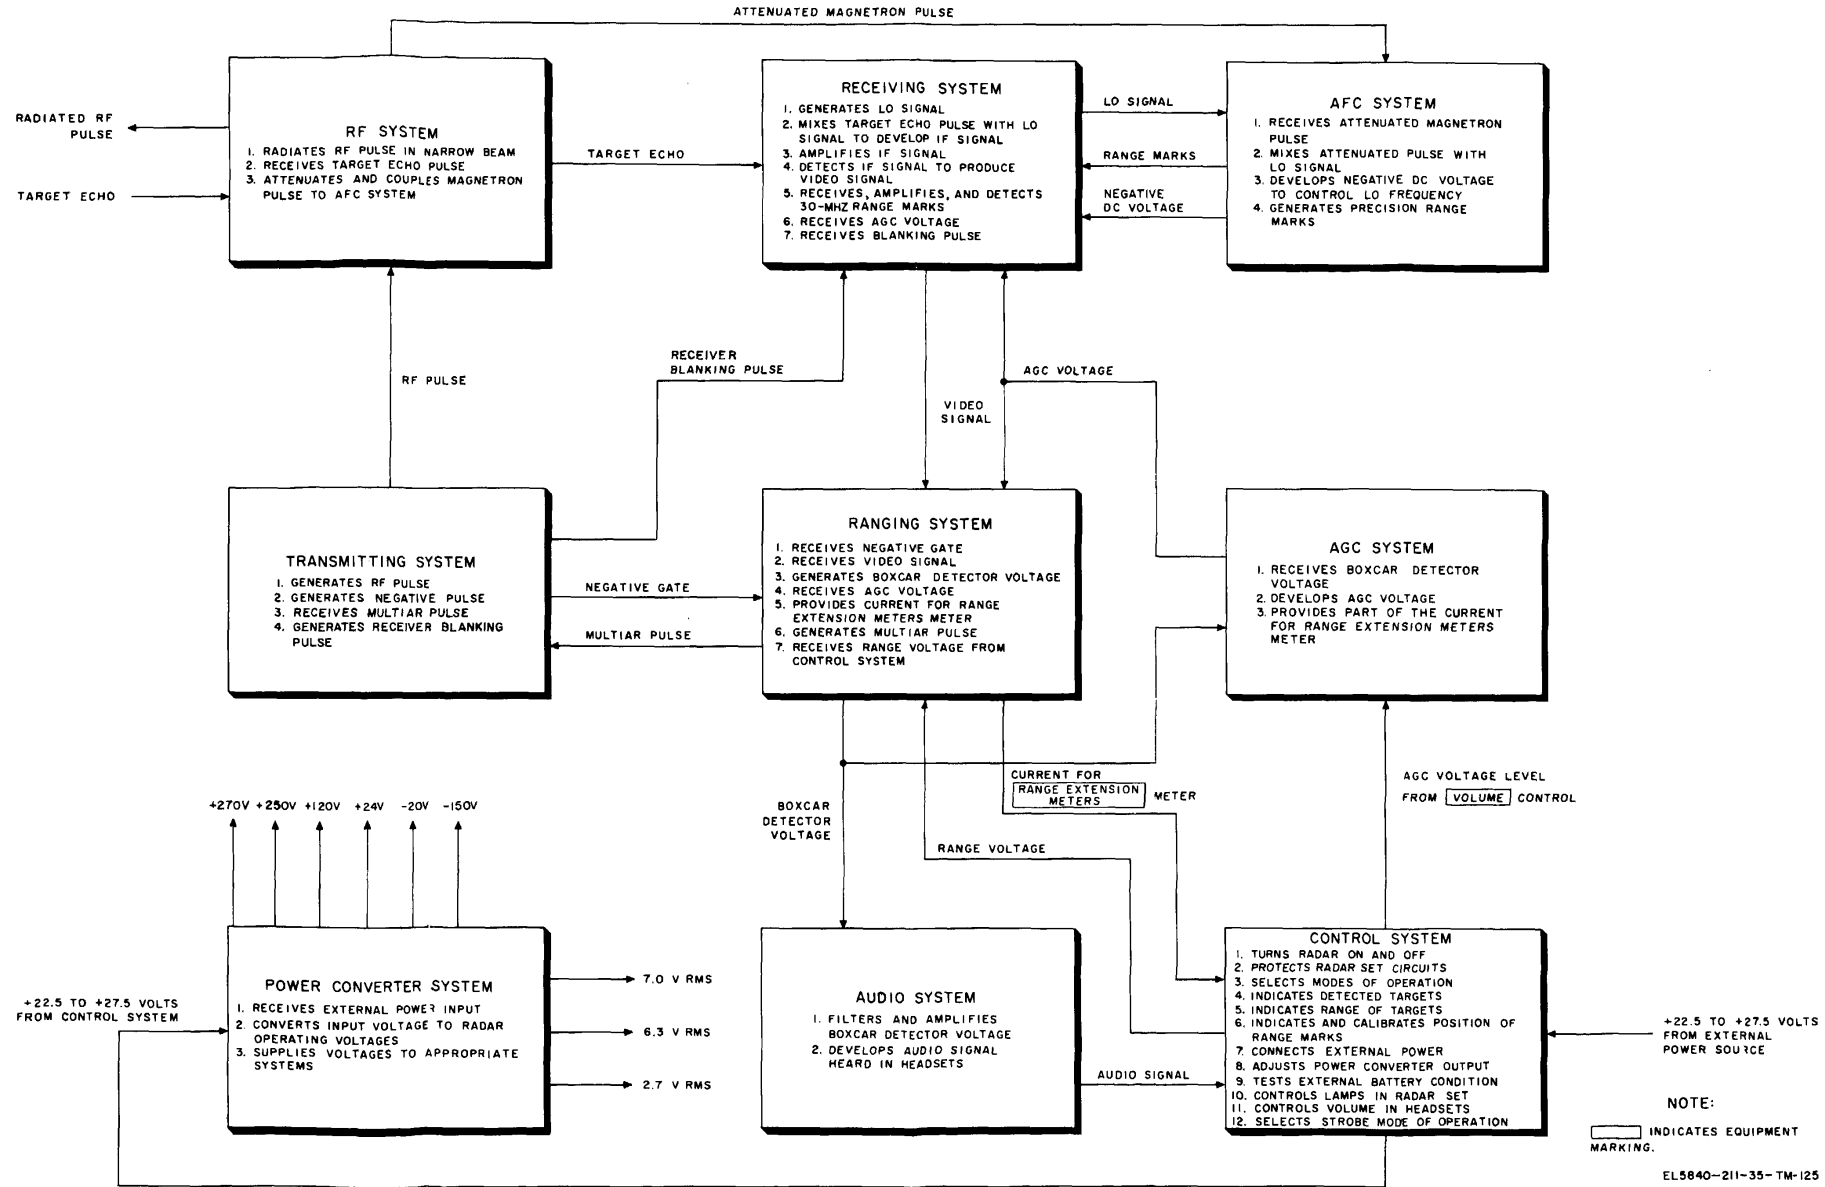 ATTENUATED MAGNETRON PULSE
RADIATED RF
PULSE
TARGET ECHO
RF SYSTEM
1. RADIATES RF PULSE IN NARROW BEAM
2. RECEIVES TARGET ECHO PULSE
3. ATTENUATES AND COUPLES MAGNETRON
PULSE TO AFC SYSTEM
TARGET ECHO
RECEIVING SYSTEM
1. GENERATES LO SIGNAL
2. MIXES TARGET ECHO PULSE WITH LO
SIGNAL TO DEVELOP IF SIGNAL
3. AMPLIFIES IF SIGNAL
4. DETECTS IF SIGNAL TO PRODUCE
VIDEO SIGNAL
5. RECEIVES, AMPLIFIES, AND DETECTS
30-MHZ RANGE MARKS
6. RECEIVES AGC VOLTAGE
7. RECEIVES BLANKING PULSE
LO SIGNAL
RANGE MARKS
NEGATIVE
DC VOLTAGE
AFC SYSTEM
1. RECEIVES ATTENUATED MAGNETRON
PULSE
2. MIXES ATTENUATED PULSE WITH
LO SIGNAL
3. DEVELOPS NEGATIVE DC VOLTAGE
TO CONTROL LO FREQUENCY
4. GENERATES PRECISION RANGE
MARKS
RF PULSE
RECEIVER
BLANKING PULSE
VIDEO
SIGNAL
AGC VOLTAGE
TRANSMITTING SYSTEM
1. GENERATES RF PULSE
2. GENERATES NEGATIVE PULSE
3. RECEIVES MULTIAR PULSE
4. GENERATES RECEIVER BLANKING
PULSE
NEGATIVE GATE
MULTIAR PULSE
RANGING SYSTEM
1. RECEIVES NEGATIVE GATE
2. RECEIVES VIDEO SIGNAL
3. GENERATES BOXCAR DETECTOR VOLTAGE
4. RECEIVES AGC VOLTAGE
5. PROVIDES CURRENT FOR RANGE
EXTENSION METERS METER
6. GENERATES MULTIAR PULSE
7. RECEIVES RANGE VOLTAGE FROM
CONTROL SYSTEM
AGC SYSTEM
1. RECEIVES BOXCAR DETECTOR
VOLTAGE
2. DEVELOPS AGC VOLTAGE
3. PROVIDES PART OF THE CURRENT
FOR RANGE EXTENSION METERS
METER
+270V +250V +120V +24V -20V -150V
BOXCAR
DETECTOR
VOLTAGE
CURRENT FOR
RANGE EXTENSION
METERS METER
RANGE VOLTAGE
AGC VOLTAGE LEVEL
FROM VOLUME CONTROL
+22.5 TO +27.5 VOLTS
FROM CONTROL SYSTEM
POWER CONVERTER SYSTEM
1. RECEIVES EXTERNAL POWER INPUT
2. CONVERTS INPUT VOLTAGE TO RADAR
OPERATING VOLTAGES
3. SUPPLIES VOLTAGES TO APPROPRIATE
SYSTEMS
7.0 V RMS
6.3 V RMS
2.7 V RMS
AUDIO SYSTEM
1. FILTERS AND AMPLIFIES
BOXCAR DETECTOR VOLTAGE
2. DEVELOPS AUDIO SIGNAL
HEARD IN HEADSETS
AUDIO SIGNAL
CONTROL SYSTEM
1. TURNS RADAR ON AND OFF
2. PROTECTS RADAR SET CIRCUITS
3. SELECTS MODES OF OPERATION
4. INDICATES DETECTED TARGETS
5. INDICATES RANGE OF TARGETS
6. INDICATES AND CALIBRATES POSITION OF
RANGE MARKS
7. CONNECTS EXTERNAL POWER
8. ADJUSTS POWER CONVERTER OUTPUT
9. TESTS EXTERNAL BATTERY CONDITION
10. CONTROLS LAMPS IN RADAR SET
11. CONTROLS VOLUME IN HEADSETS
12. SELECTS STROBE MODE OF OPERATION
+22.5 TO +27.5 VOLTS
FROM EXTERNAL
POWER SOURCE
NOTE:
INDICATES EQUIPMENT
MARKING.
EL5840-211-35-TM-125